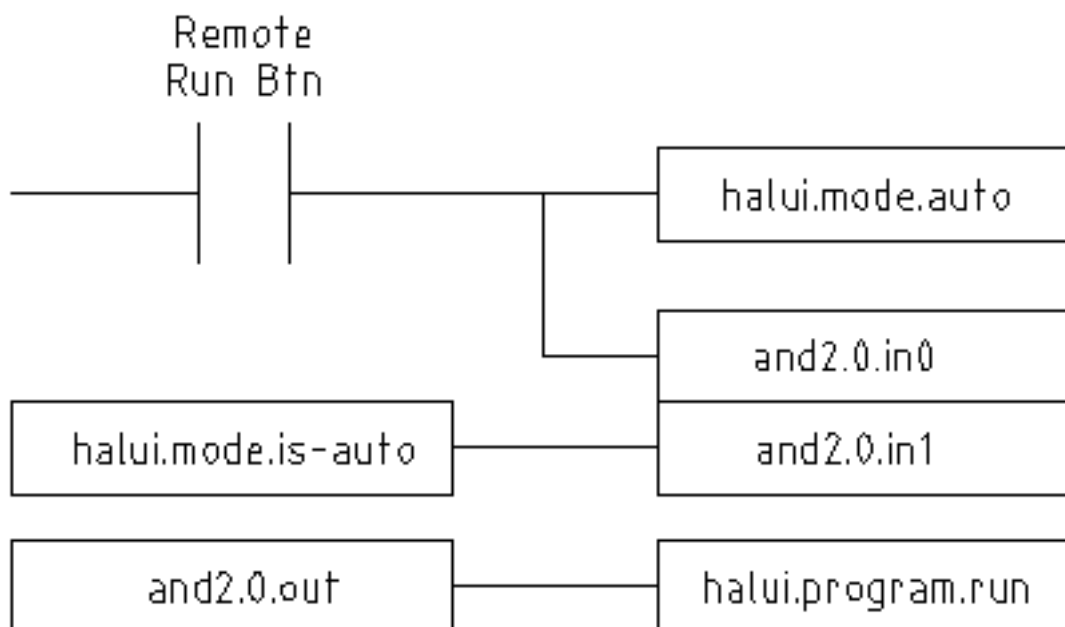 Remote
Run Btn
halui.mode.auto
and2.0.in0
halui.mode.is-auto
and2.0.in1
and2.0.out
halui.program.run